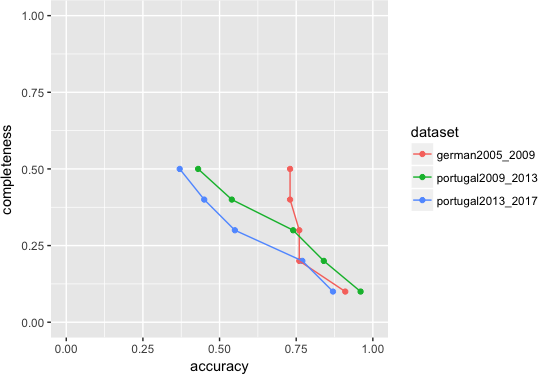 1.00
0.75
0.50
0.25
0.00
completeness
0.00 0.25 0.50 0.75 1.00
accuracy
dataset
german2005_2009
portugal2009_2013
portugal2013_2017